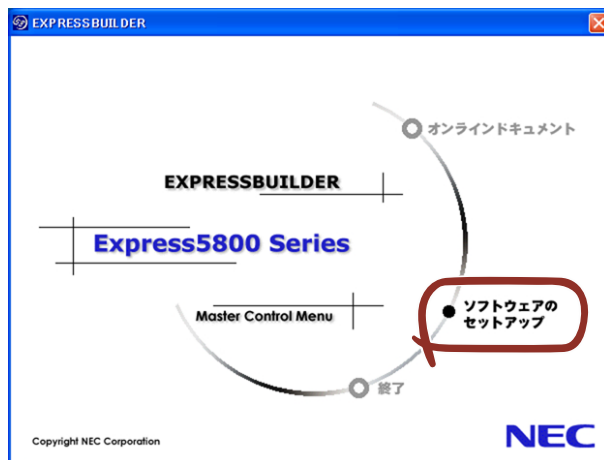 EXPRESSBUILDER
オンラインドキュメント
EXPRESSBUILDER
Express5800 Series
Master Control Menu
ソフトウェアの
セットアップ
終了
Copyright NEC Corporation
NEC